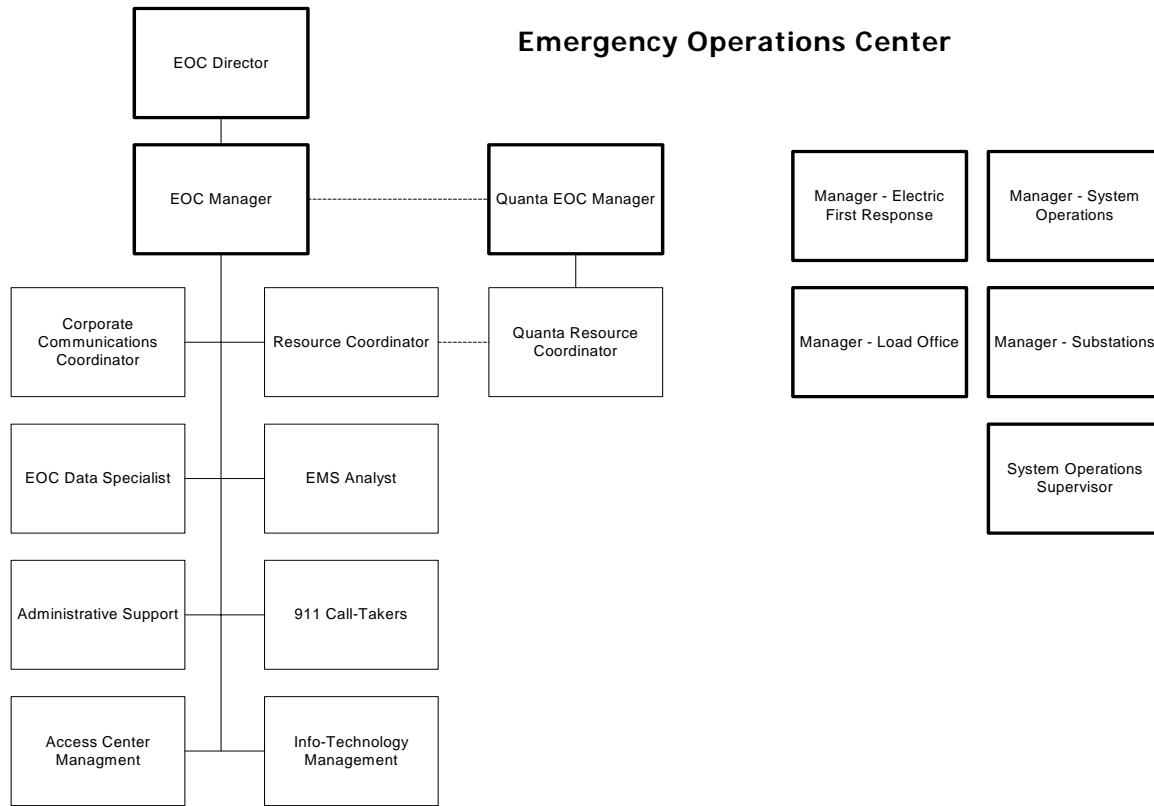 Emergency Operations Center
EOC Director
EOC Manager
Quanta EOC Manager
Manager - Electric
First Response
Manager - System
Operations
Corporate
Communications
Coordinator
Resource Coordinator
Quanta Resource
Coordinator
Manager - Load Office
Manager - Substations
EOC Data Specialist
EMS Analyst
System Operations
Supervisor
Administrative Support
911 Call-Takers
Access Center
Managment
Info-Technology
Management